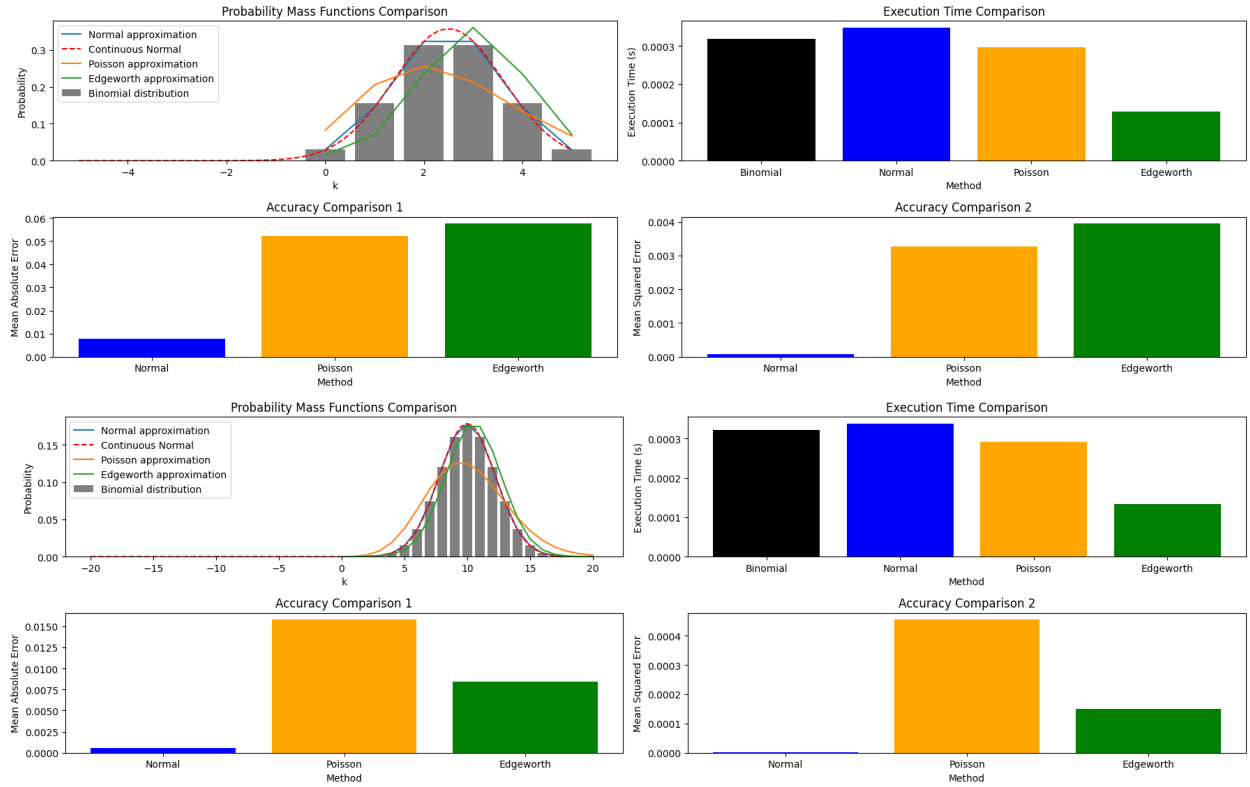 Probability Mass Functions Comparison
Normal approximation
Continuous Normal
Poisson approximation
Edgeworth approximation
Binomial distribution
Probability
0.3
0.2
0.1
0.0
−4
−2
0
2
4
k
Execution Time Comparison
Execution Time (s)
0.0003
0.0002
0.0001
0.0000
Binomial
Normal
Poisson
Edgeworth
Method
Accuracy Comparison 1
Mean Absolute Error
0.06
0.05
0.04
0.03
0.02
0.01
0.00
Normal
Poisson
Edgeworth
Method
Accuracy Comparison 2
Mean Squared Error
0.004
0.003
0.002
0.001
0.000
Normal
Poisson
Edgeworth
Method
Probability Mass Functions Comparison
Normal approximation
Continuous Normal
Poisson approximation
Edgeworth approximation
Binomial distribution
Probability
0.15
0.10
0.05
0.00
−20
−15
−10
−5
0
5
10
15
20
k
Execution Time Comparison
Execution Time (s)
0.0003
0.0002
0.0001
0.0000
Binomial
Normal
Poisson
Edgeworth
Method
Accuracy Comparison 1
Mean Absolute Error
0.0150
0.0125
0.0100
0.0075
0.0050
0.0025
0.0000
Normal
Poisson
Edgeworth
Method
Accuracy Comparison 2
Mean Squared Error
0.0004
0.0003
0.0002
0.0001
0.0000
Normal
Poisson
Edgeworth
Method